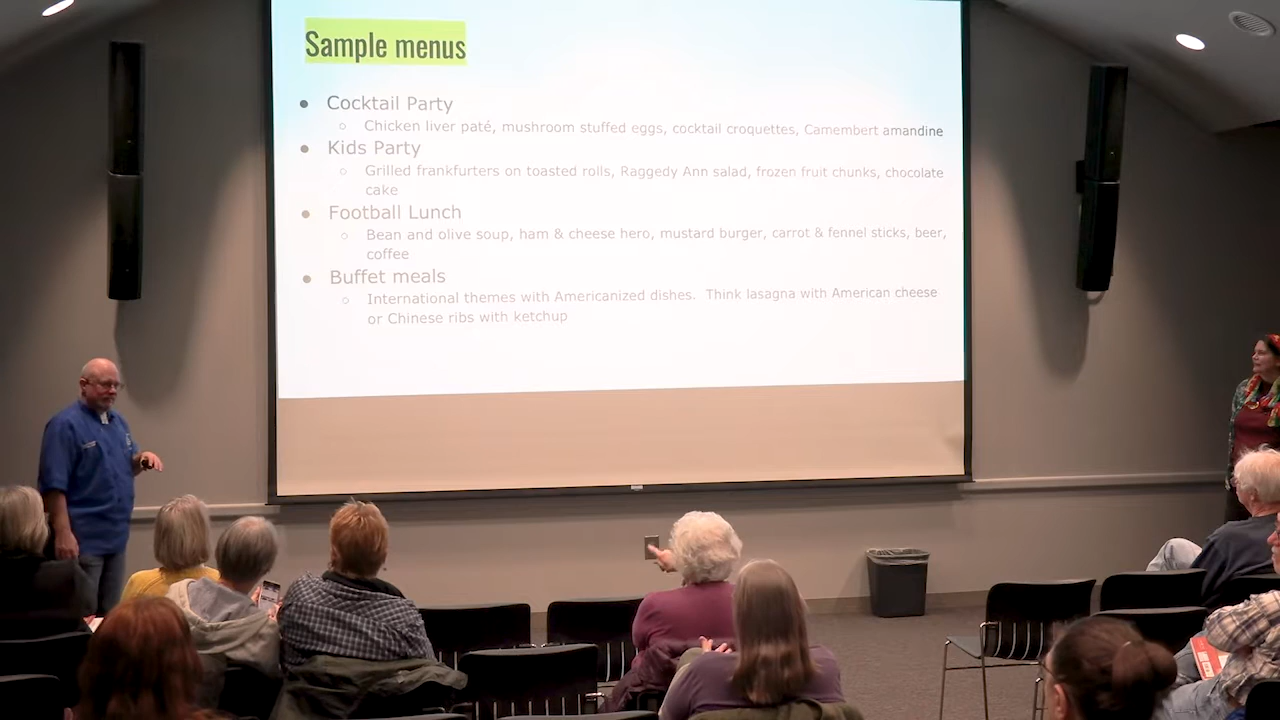 Sample menus
Cocktail Party
Chicken liver paté, mushroom stuffed eggs, cocktail croquettes, Camembert amandine
Kids Party
Grilled frankfurters on toasted rolls, Raggedy Ann salad, frozen fruit chunks, chocolate
cake
Football Lunch
Bean and olive soup, ham & cheese hero, mustard burger, carrot & fennel sticks, beer,
coffee
Buffet meals
International themes with Americanized dishes. Think lasagna with American cheese
or Chinese ribs with ketchup